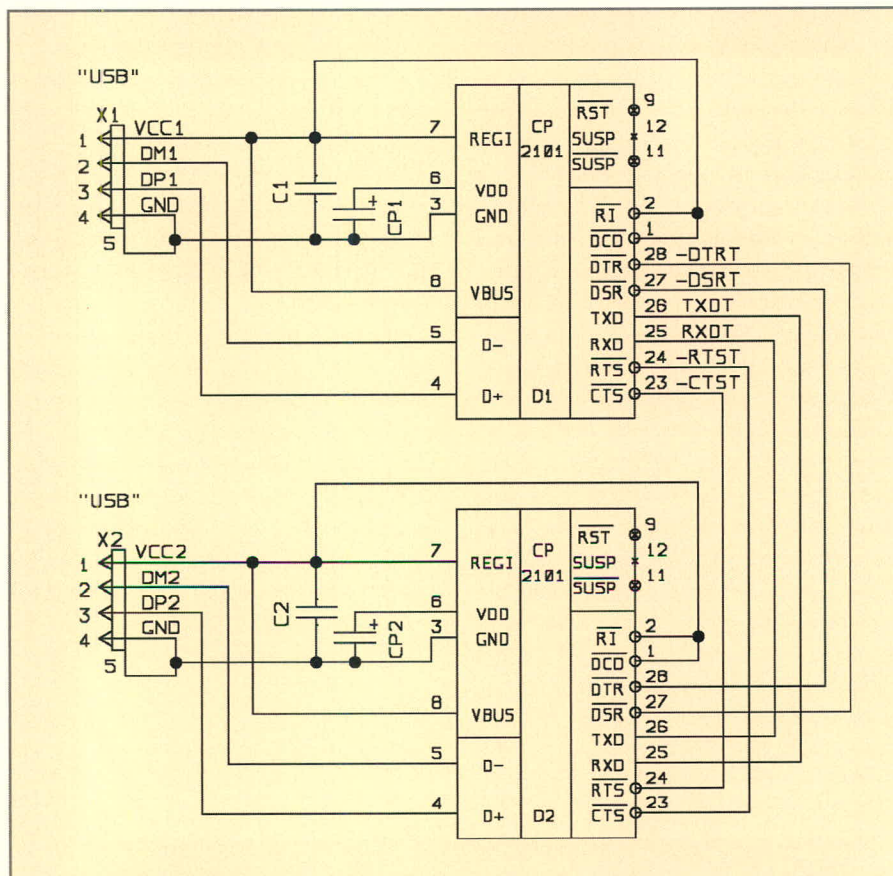 "USB"
X1
1 VCC1
2 DM1
3 DP1
4 GND
5
C1
CP1
+
7 REGI
6 VDD
3 GND
8 VBUS
5 D-
4 D+
CP
2101
D1
RST 9
SUSP 12
SUSP 11
RI 2
DCD 1
DTR 28 -DTRT
DSR 27 -DSRT
TXD 26 TXDT
RXD 25 RXDT
RTS 24 -RTST
CTS 23 -CTST
"USB"
X2
1 VCC2
2 DM2
3 DP2
4 GND
5
C2
CP2
+
7 REGI
6 VDD
3 GND
8 VBUS
5 D-
4 D+
CP
2101
D2
RST 9
SUSP 12
SUSP 11
RI 2
DCD 1
DTR 28
DSR 27
TXD 26
RXD 25
RTS 24
CTS 23